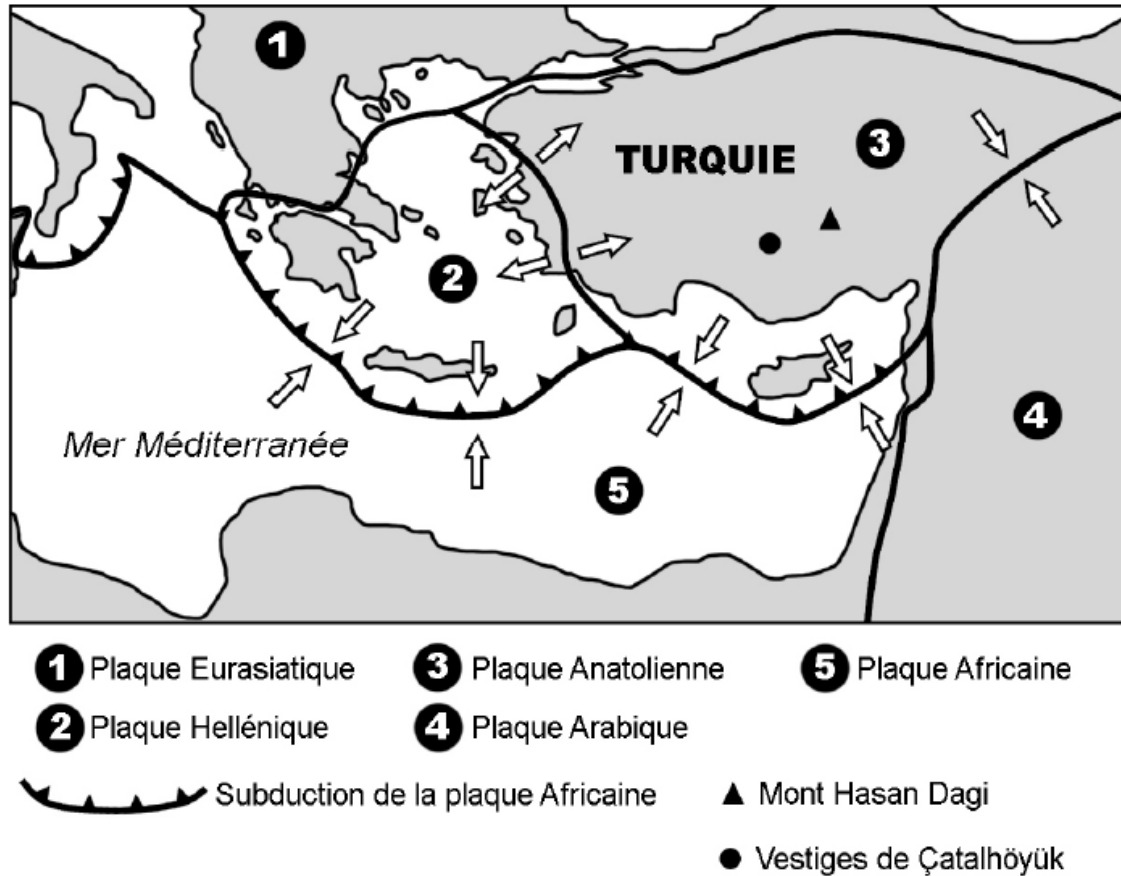 1
TURQUIE
3
2
4
Mer Méditerranée
5
1 Plaque Eurasiatique
3 Plaque Anatolienne
5 Plaque Africaine
2 Plaque Hellénique
4 Plaque Arabique
Subduction de la plaque Africaine
Mont Hasan Dagi
Vestiges de Çatalhöyük